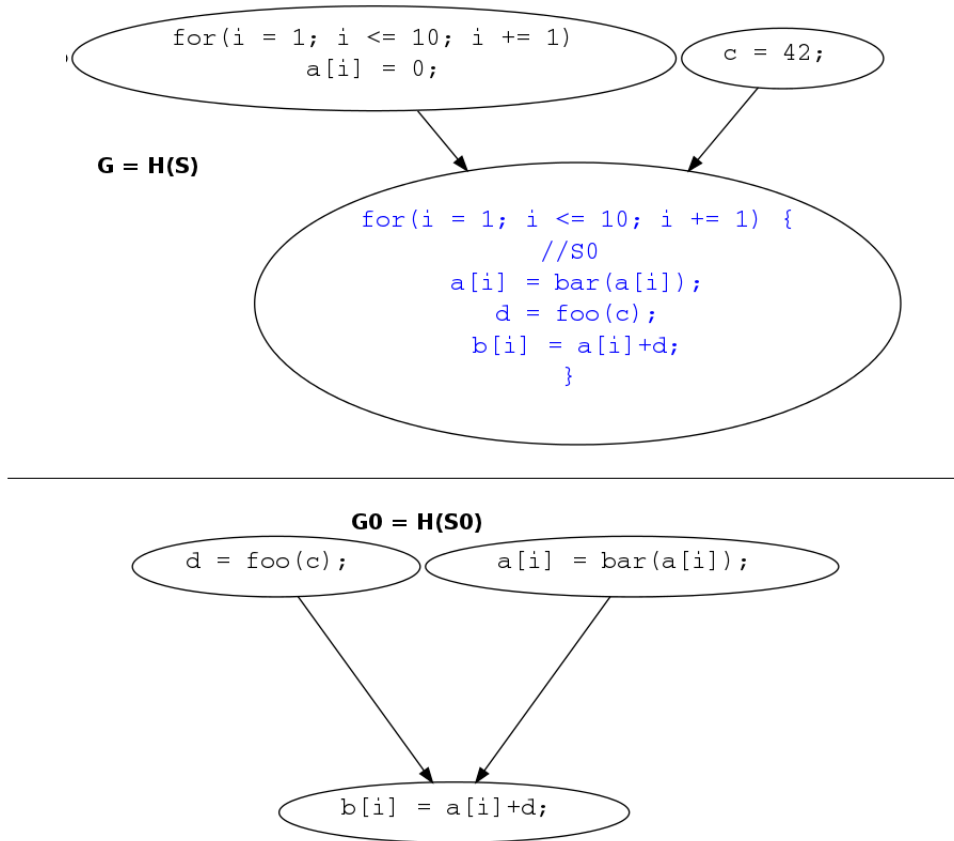 for(i = 1; i <= 10; i += 1)
a[i] = 0;
c = 42;
G = H(S)
for(i = 1; i <= 10; i += 1) {
//S0
a[i] = bar(a[i]);
d = foo(c);
b[i] = a[i]+d;
}
G0 = H(S0)
d = foo(c);
a[i] = bar(a[i]);
b[i] = a[i]+d;